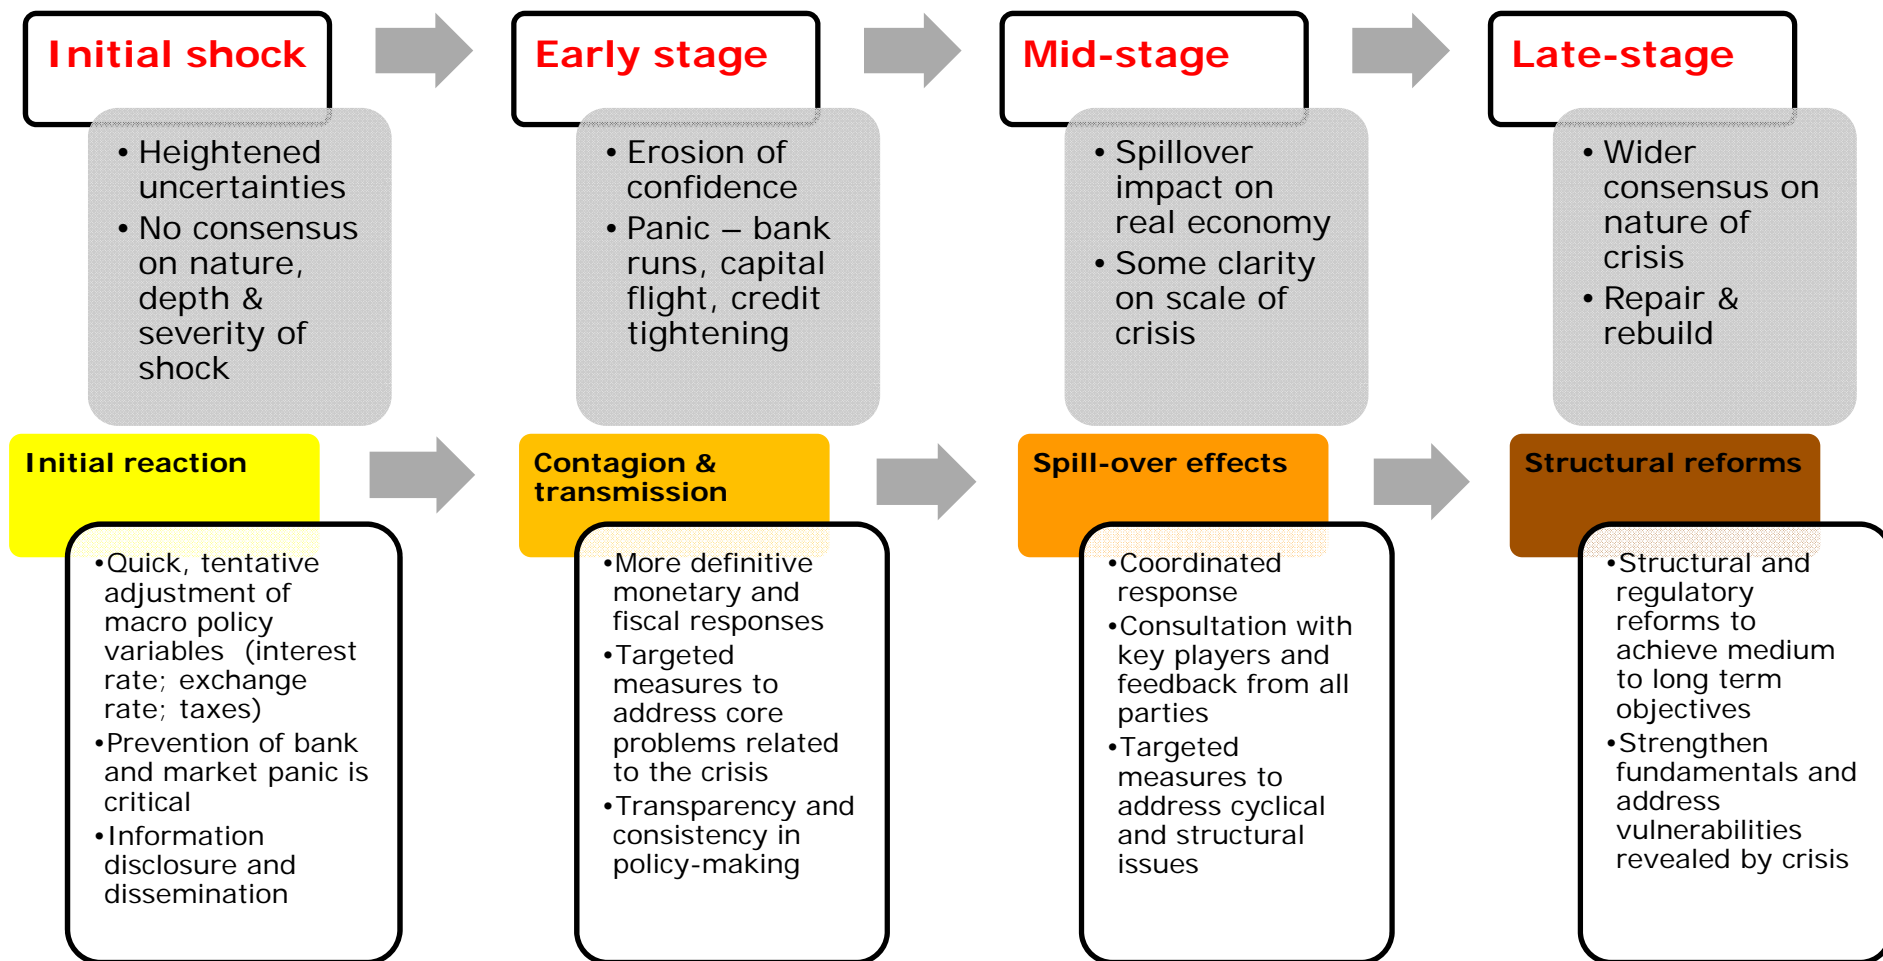 Initial shock
• Heightened
uncertainties
• No consensus
on nature,
depth &
severity of
shock
Early stage
• Erosion of
confidence
• Panic – bank
runs, capital
flight, credit
tightening
Mid-stage
• Spillover
impact on
real economy
• Some clarity
on scale of
crisis
Late-stage
• Wider
consensus on
nature of
crisis
• Repair &
rebuild
Initial reaction
•Quick, tentative
adjustment of
macro policy
variables (interest
rate; exchange
rate; taxes)
•Prevention of bank
and market panic is
critical
•Information
disclosure and
dissemination
Contagion &
transmission
•More definitive
monetary and
fiscal responses
•Targeted
measures to
address core
problems related
to the crisis
•Transparency and
consistency in
policy-making
Spill-over effects
•Coordinated
response
•Consultation with
key players and
feedback from all
parties
•Targeted
measures to
address cyclical
and structural
issues
Structural reforms
•Structural and
regulatory
reforms to
achieve medium
to long term
objectives
•Strengthen
fundamentals and
address
vulnerabilities
revealed by crisis